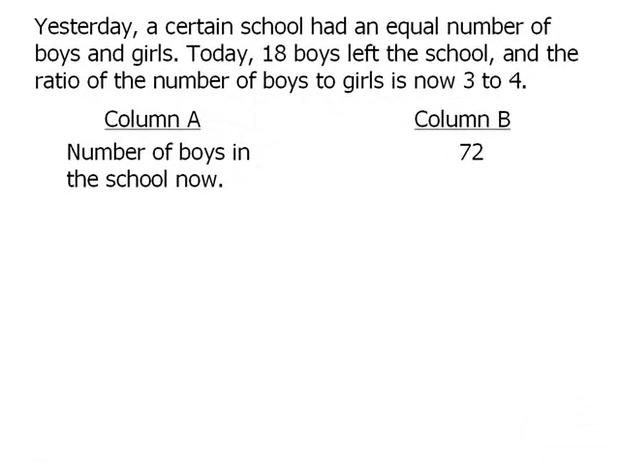 Yesterday, a certain school had an equal number of
boys and girls. Today, 18 boys left the school, and the
ratio of the number of boys to girls is now 3 to 4.
Column A Column B
Number of boys in 72
the school now.